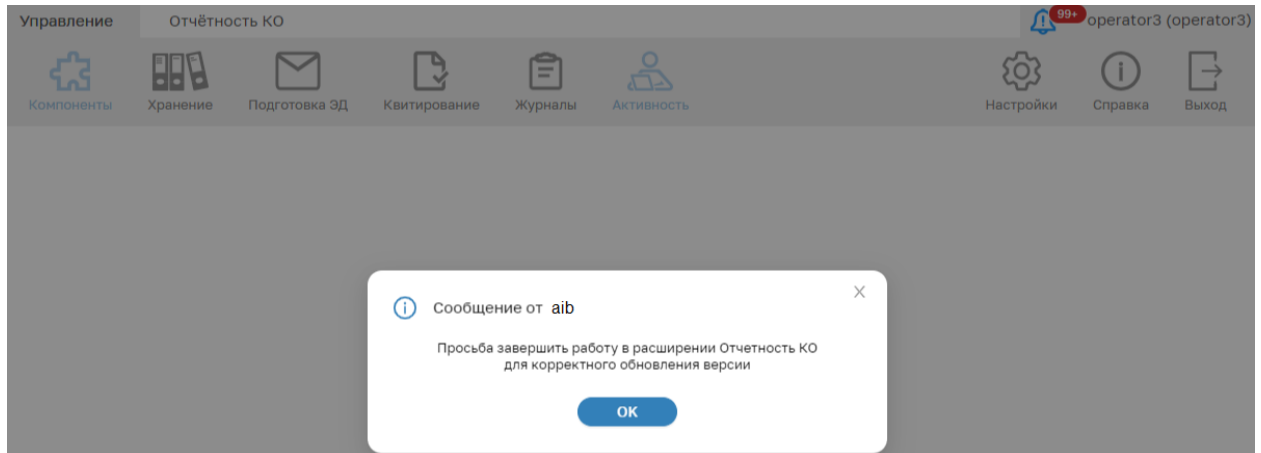 Управление Отчётность КО 99+ operator3 (operator3)
Компоненты Хранение Подготовка ЭД Квитирование Журналы Активность Настройки Справка Выход
Сообщение от aib
Просьба завершить работу в расширении Отчетность КО
для корректного обновления версии
ОК